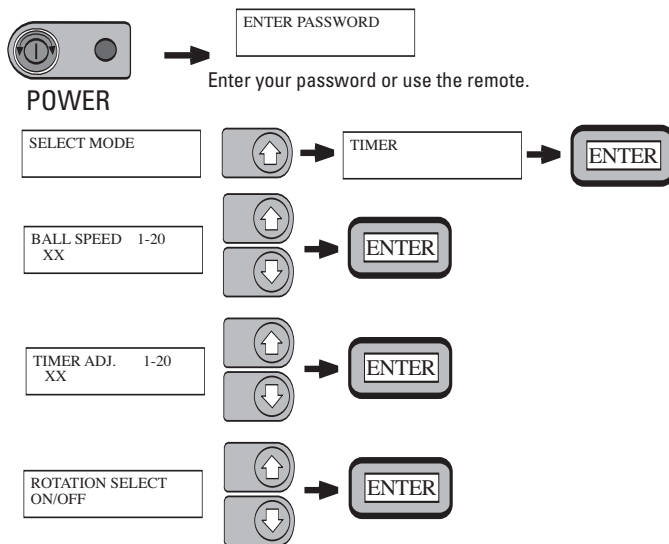 ENTER PASSWORD
Enter your password or use the remote.
POWER
SELECT MODE
TIMER
ENTER
BALL SPEED 1-20
XX
ENTER
TIMER ADJ. 1-20
XX
ENTER
ROTATION SELECT
ON/OFF
ENTER